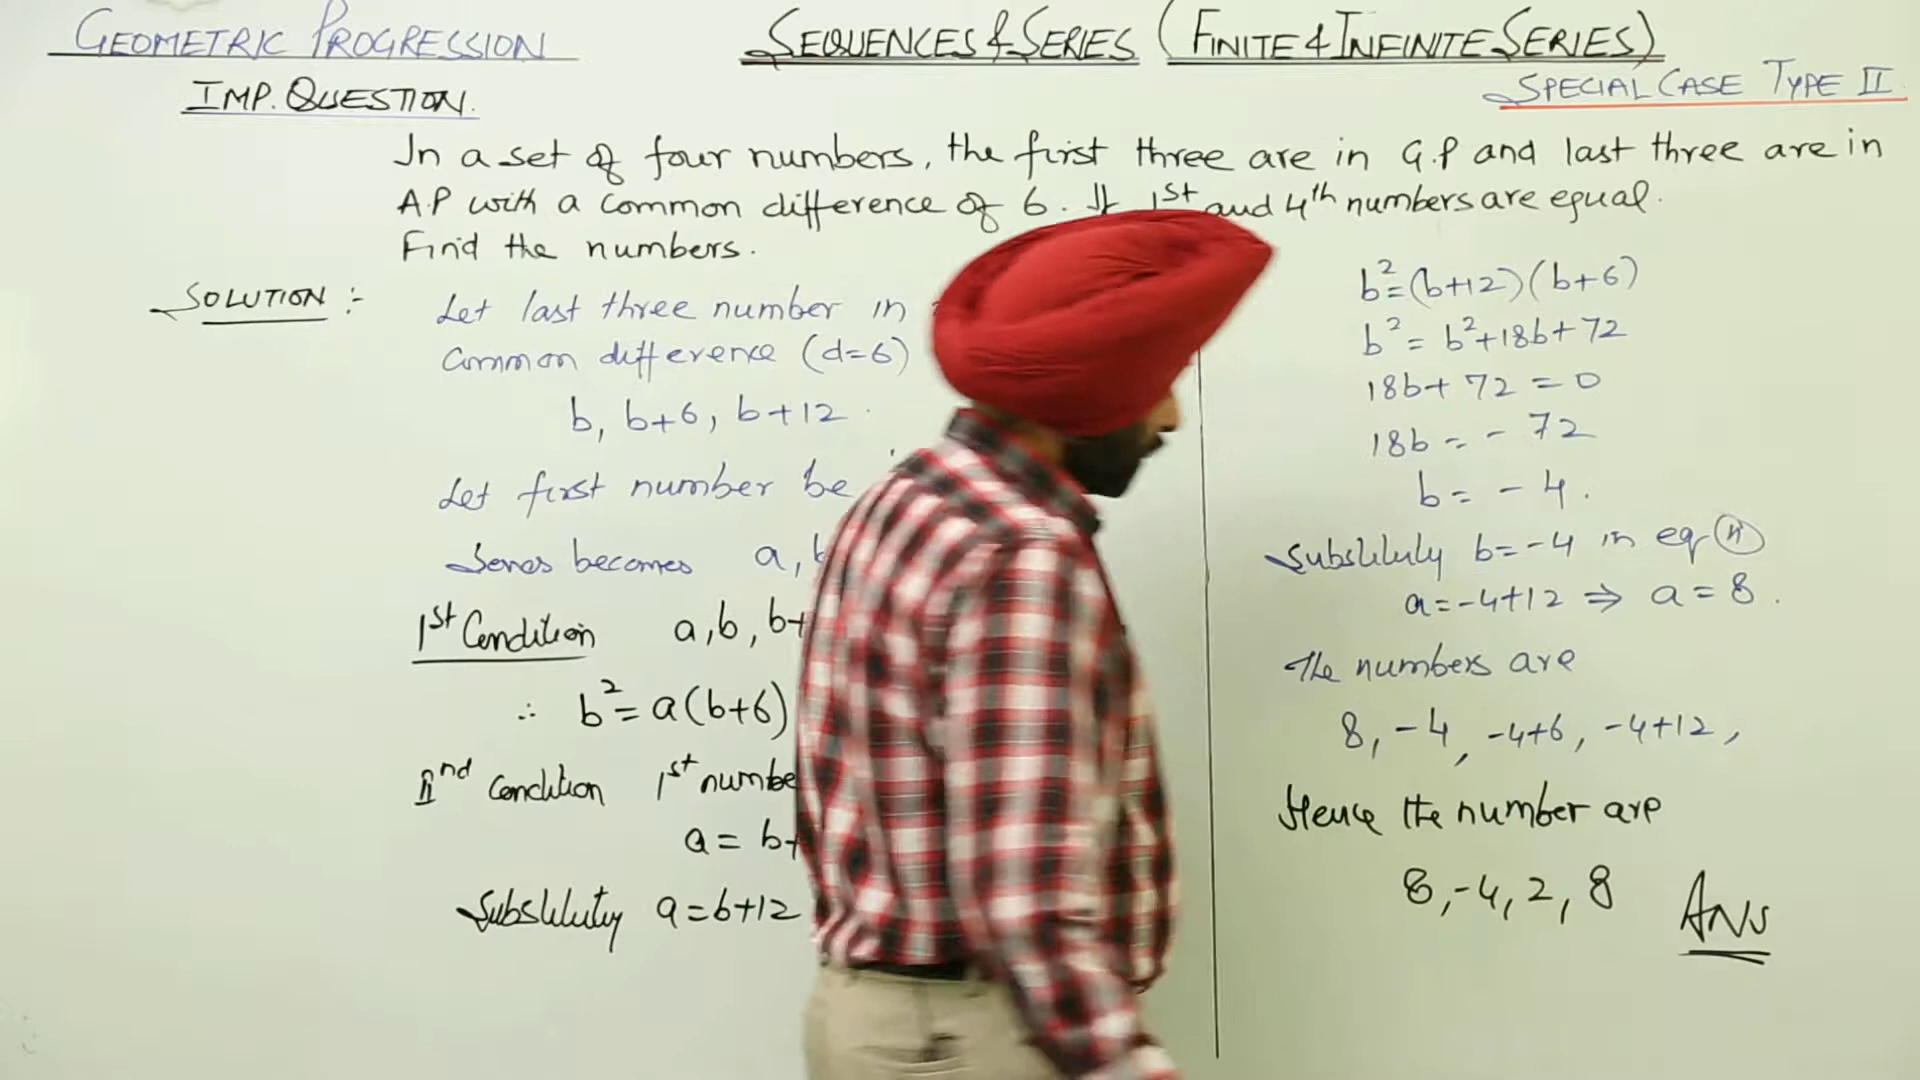 GEOMETRIC PROGRESSION
SEQUENCES & SERIES (FINITE & INFINITE SERIES)
IMP. QUESTION.
SPECIAL CASE TYPE II
In a set of four numbers, the first three are in G.P and last three are in
A.P with a common difference of 6. If 1st and 4th numbers are equal.
Find the numbers.
SOLUTION :-
Let last three number in
Common difference (d=6)
b, b+6, b+12
Let first number be
Series becomes a,
1st Condition a, b, b+
∴ b²= a(b+6)
IInd Condition 1st numbe
a = b+
Substituting a=b+12
b²=(b+12)(b+6)
b² = b²+18b+72
18b+72 = 0
18b = - 72
b = - 4.
Substituting b=-4 in eq (ii)
a=-4+12 ⇒ a=8.
The numbers are
8, -4, -4+6, -4+12,
Hence the number are
8, -4, 2, 8 ANS